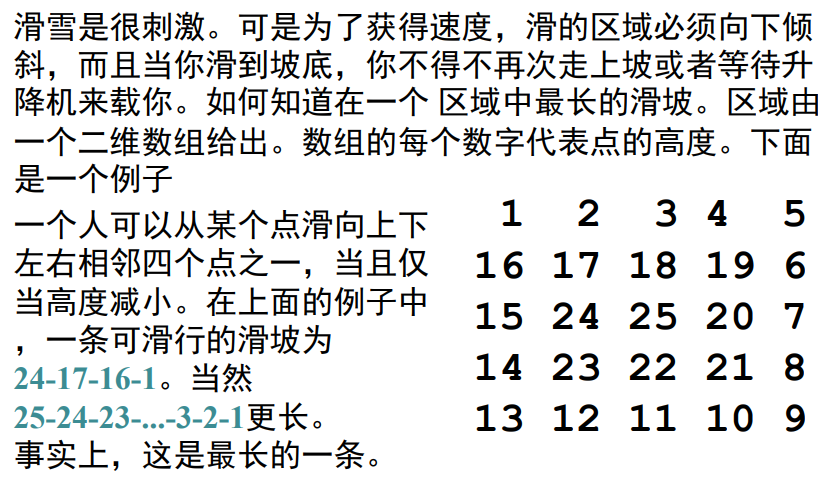 滑雪是很刺激。可是为了获得速度，滑的区域必须向下倾
斜，而且当你滑到坡底，你不得不再次走上坡或者等待升
降机来载你。如何知道在一个 区域中最长的滑坡。区域由
一个二维数组给出。数组的每个数字代表点的高度。下面
是一个例子
一个人可以从某个点滑向上下
左右相邻四个点之一，当且仅
当高度减小。在上面的例子中
，一条可滑行的滑坡为
24-17-16-1。当然
25-24-23-...-3-2-1更长。
事实上，这是最长的一条。
1 2 3 4 5
16 17 18 19 6
15 24 25 20 7
14 23 22 21 8
13 12 11 10 9